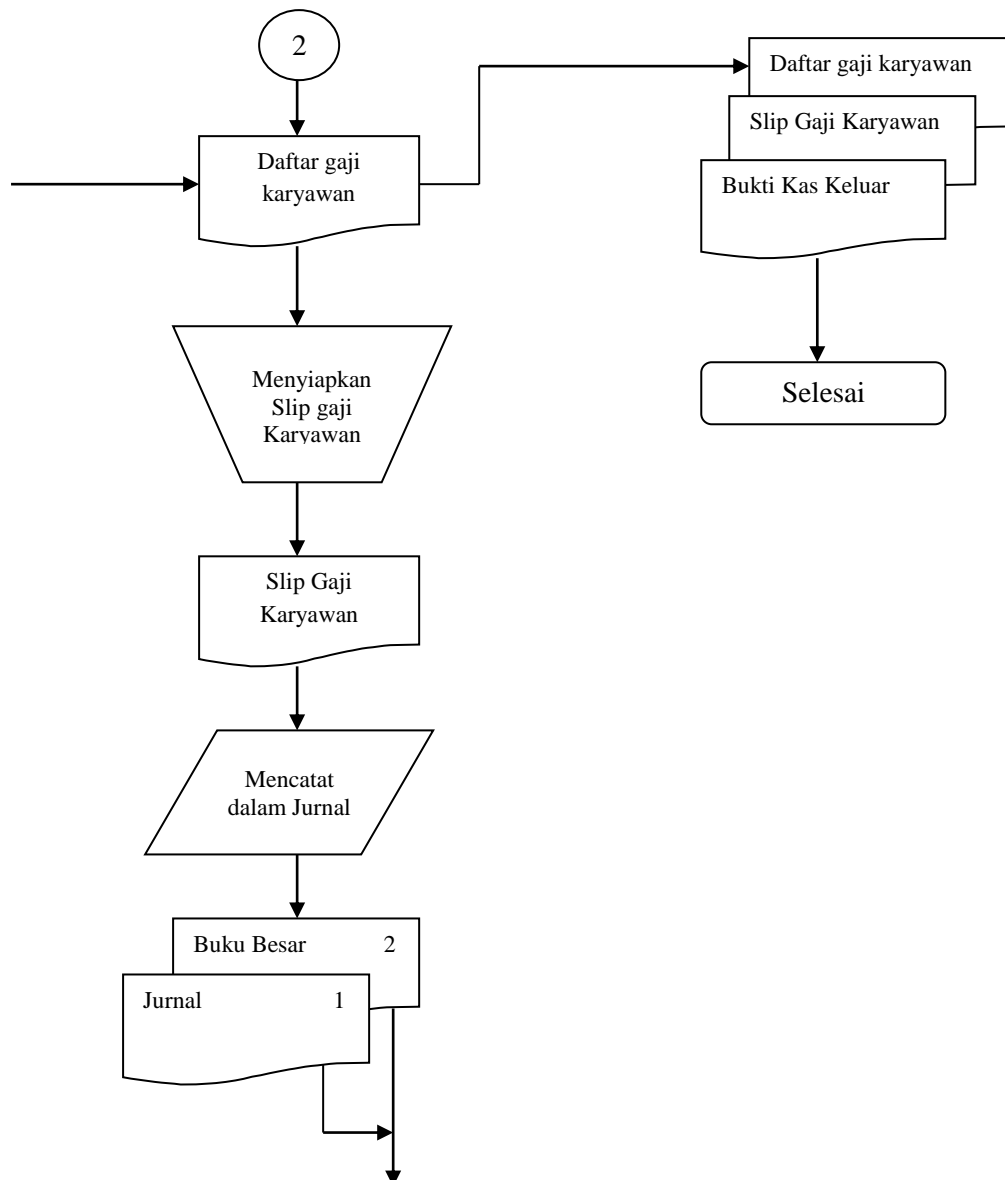 2
Daftar gaji
karyawan
Menyiapkan
Slip gaji
Karyawan
Slip Gaji
Karyawan
Mencatat
dalam Jurnal
Buku Besar 2
Jurnal 1
Daftar gaji karyawan
Slip Gaji Karyawan
Bukti Kas Keluar
Selesai